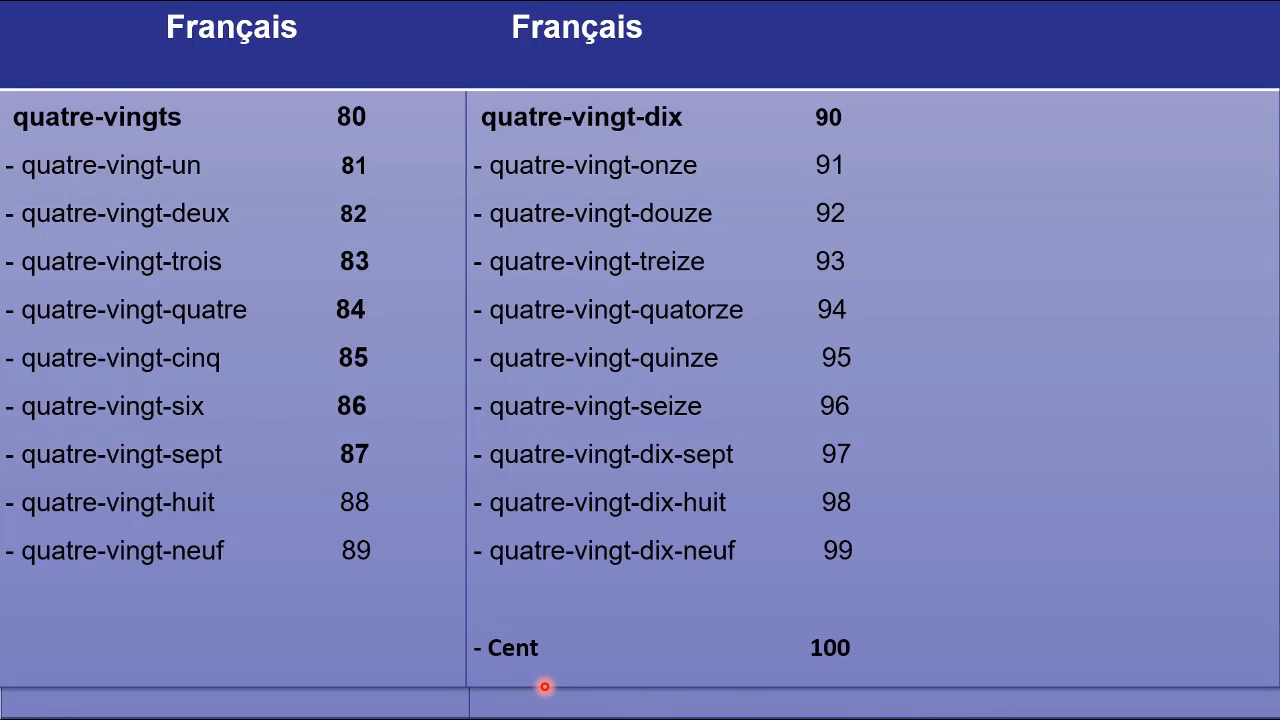 Français Français
quatre-vingts 80
- quatre-vingt-un 81
- quatre-vingt-deux 82
- quatre-vingt-trois 83
- quatre-vingt-quatre 84
- quatre-vingt-cinq 85
- quatre-vingt-six 86
- quatre-vingt-sept 87
- quatre-vingt-huit 88
- quatre-vingt-neuf 89
quatre-vingt-dix 90
- quatre-vingt-onze 91
- quatre-vingt-douze 92
- quatre-vingt-treize 93
- quatre-vingt-quatorze 94
- quatre-vingt-quinze 95
- quatre-vingt-seize 96
- quatre-vingt-dix-sept 97
- quatre-vingt-dix-huit 98
- quatre-vingt-dix-neuf 99
- Cent 100